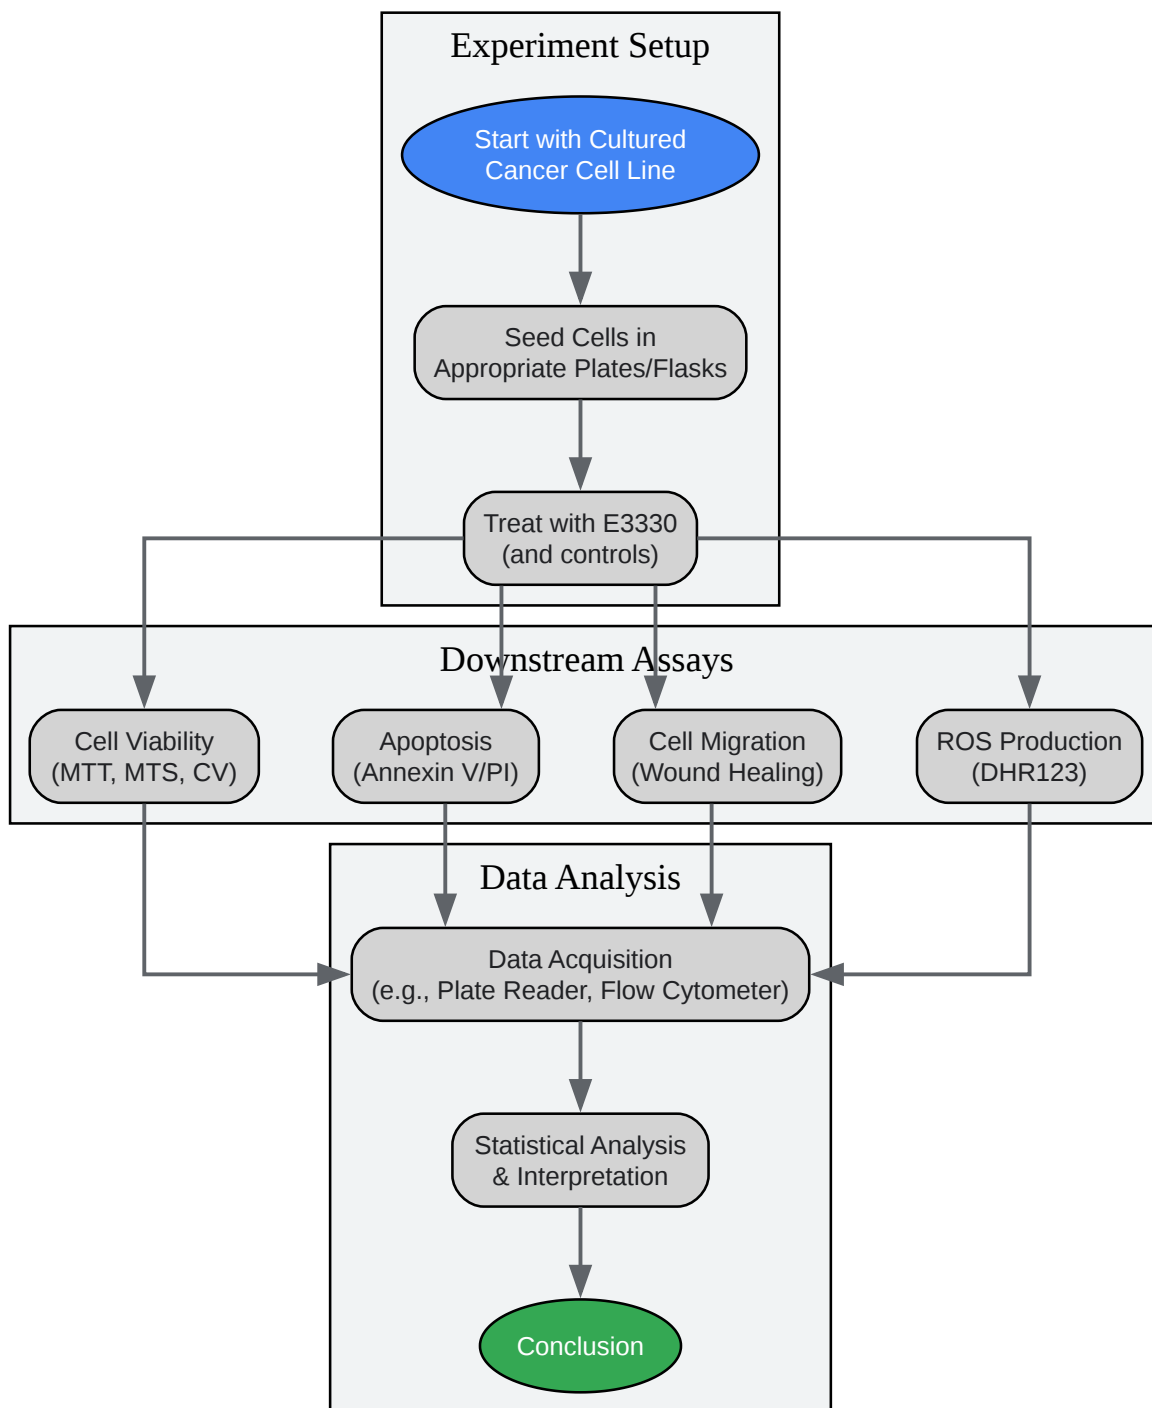 Experiment Setup
Start with Cultured
Cancer Cell Line
Seed Cells in
Appropriate Plates/Flasks
Treat with E3330
(and controls)
Downstream Assays
Cell Viability
(MTT, MTS, CV)
Apoptosis
(Annexin V/PI)
Cell Migration
(Wound Healing)
ROS Production
(DHR123)
Data Analysis
Data Acquisition
(e.g., Plate Reader, Flow Cytometer)
Statistical Analysis
& Interpretation
Conclusion